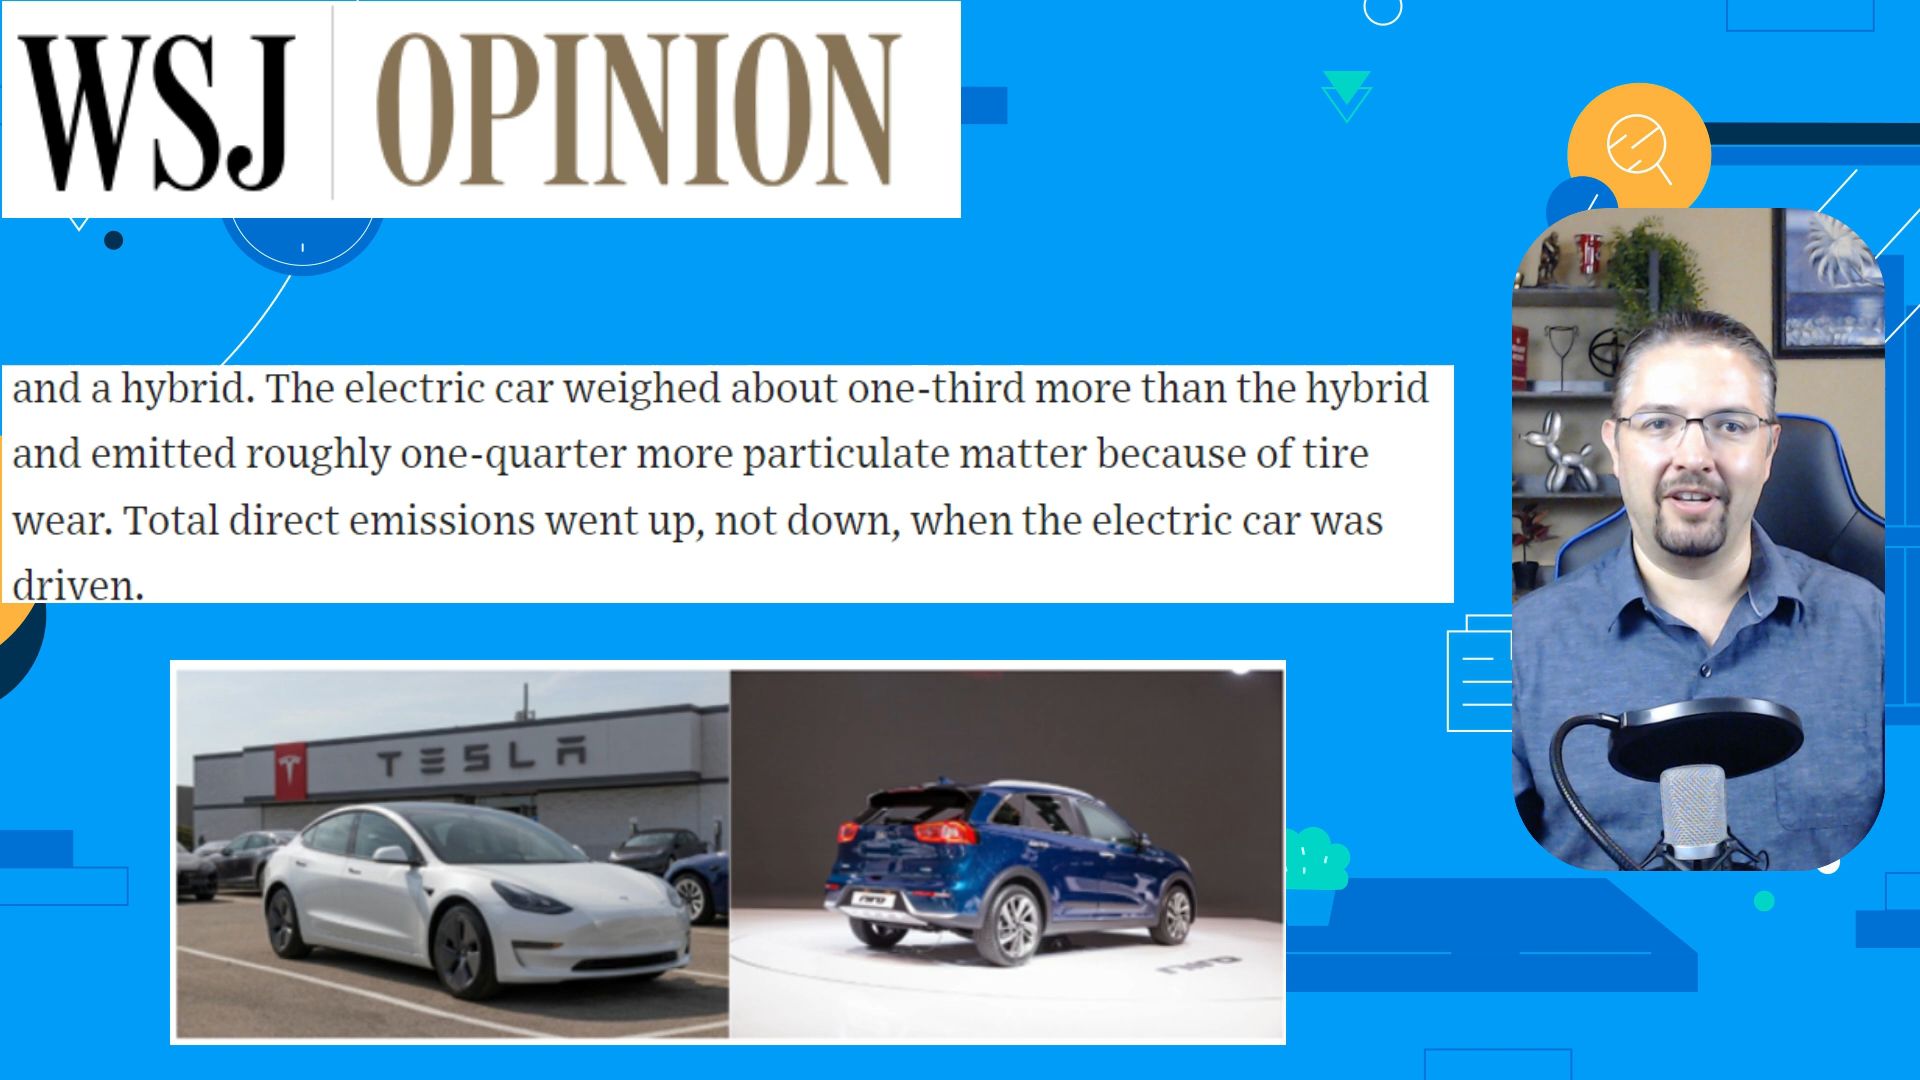 WSJ OPINION
and a hybrid. The electric car weighed about one-third more than the hybrid
and emitted roughly one-quarter more particulate matter because of tire
wear. Total direct emissions went up, not down, when the electric car was
driven.
TESLA
niro
niro